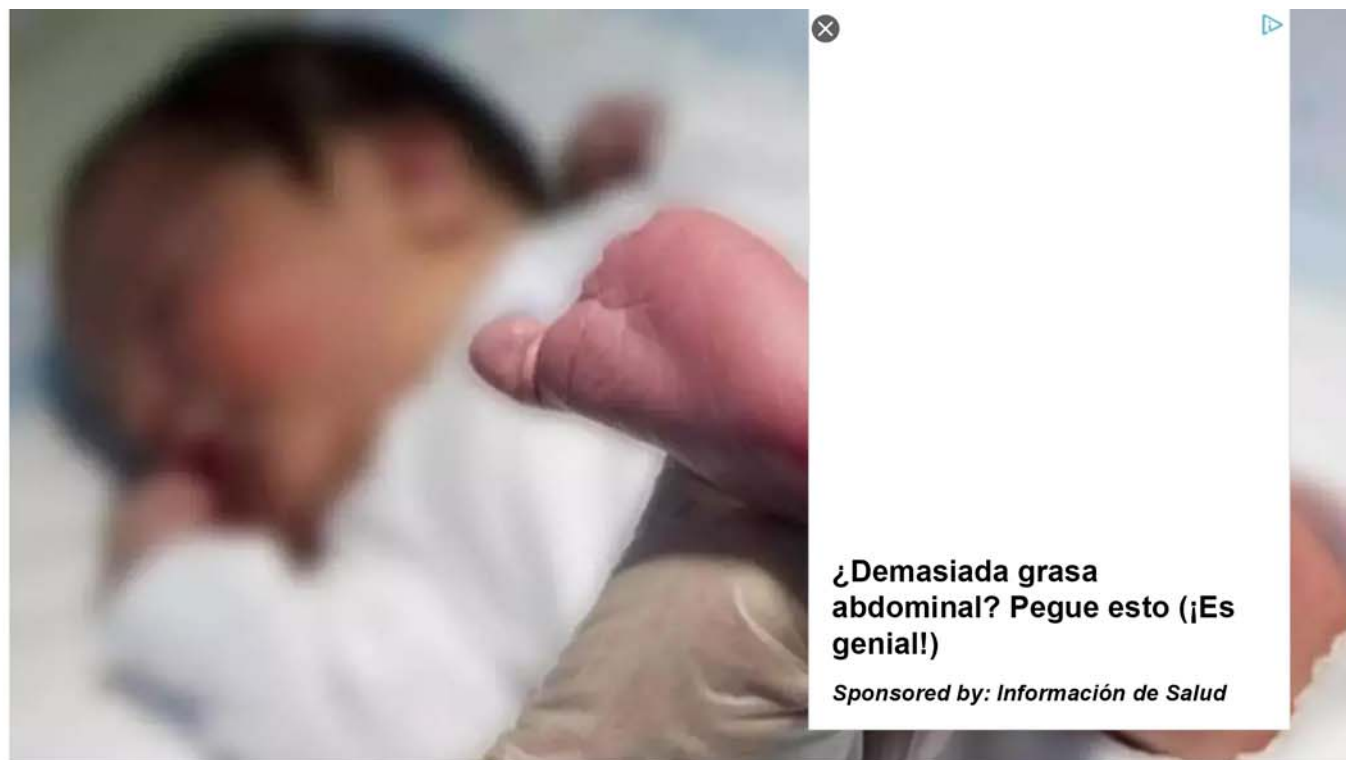 ¿Demasiada grasa
abdominal? Pegue esto (¡Es
genial!)
Sponsored by: Información de Salud